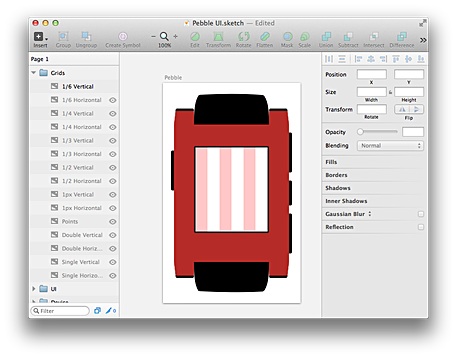 Pebble UI.sketch — Edited
Insert Group Ungroup Create Symbol 100% Edit Transform Rotate Flatten Mask Scale Union Subtract Intersect Difference
Page 1
Grids
1/6 Vertical
1/6 Horizontal
1/4 Vertical
1/4 Horizontal
1/3 Vertical
1/3 Horizontal
1/2 Vertical
1/2 Horizontal
1px Vertical
1px Horizontal
Points
Double Vertical
Double Horiz...
Single Vertical
Single Horizo...
UI
Device
Filter
0
Pebble
Position
X Y
Size
Width Height
Transform
Rotate Flip
Opacity
Blending Normal
Fills
Borders
Shadows
Inner Shadows
Gaussian Blur
Reflection